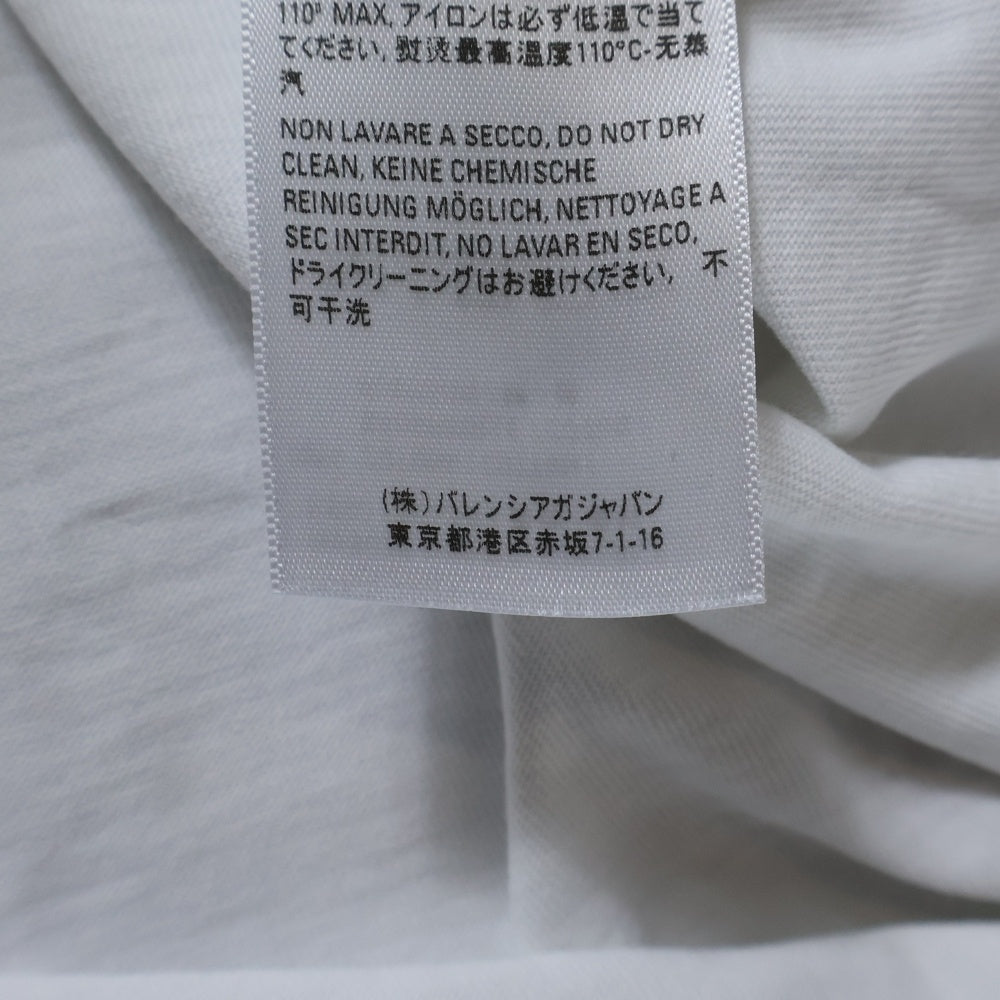 110° MAX, アイロンは必ず低温で当て
てください, 熨烫最高温度110°C-无蒸
汽
NON LAVARE A SECCO, DO NOT DRY
CLEAN, KEINE CHEMISCHE
REINIGUNG MÖGLICH, NETTOYAGE A
SEC INTERDIT, NO LAVAR EN SECO,
ドライクリーニングはお避けください, 不
可干洗
(株)バレンシアガジャパン
東京都港区赤坂7-1-16